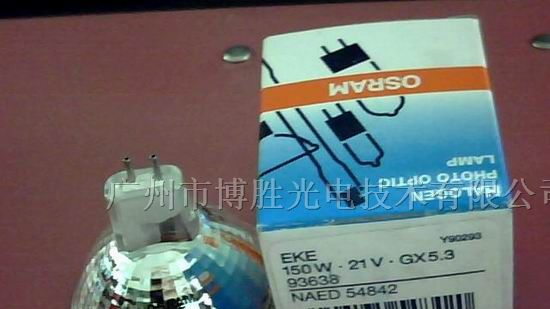 OSRAM
HALOGEN
PHOTO OPTIC
LAMP
广州市博胜光电技术有限公司
Y90293
EKE
150W · 21V · GX5.3
93638
NAED 54842